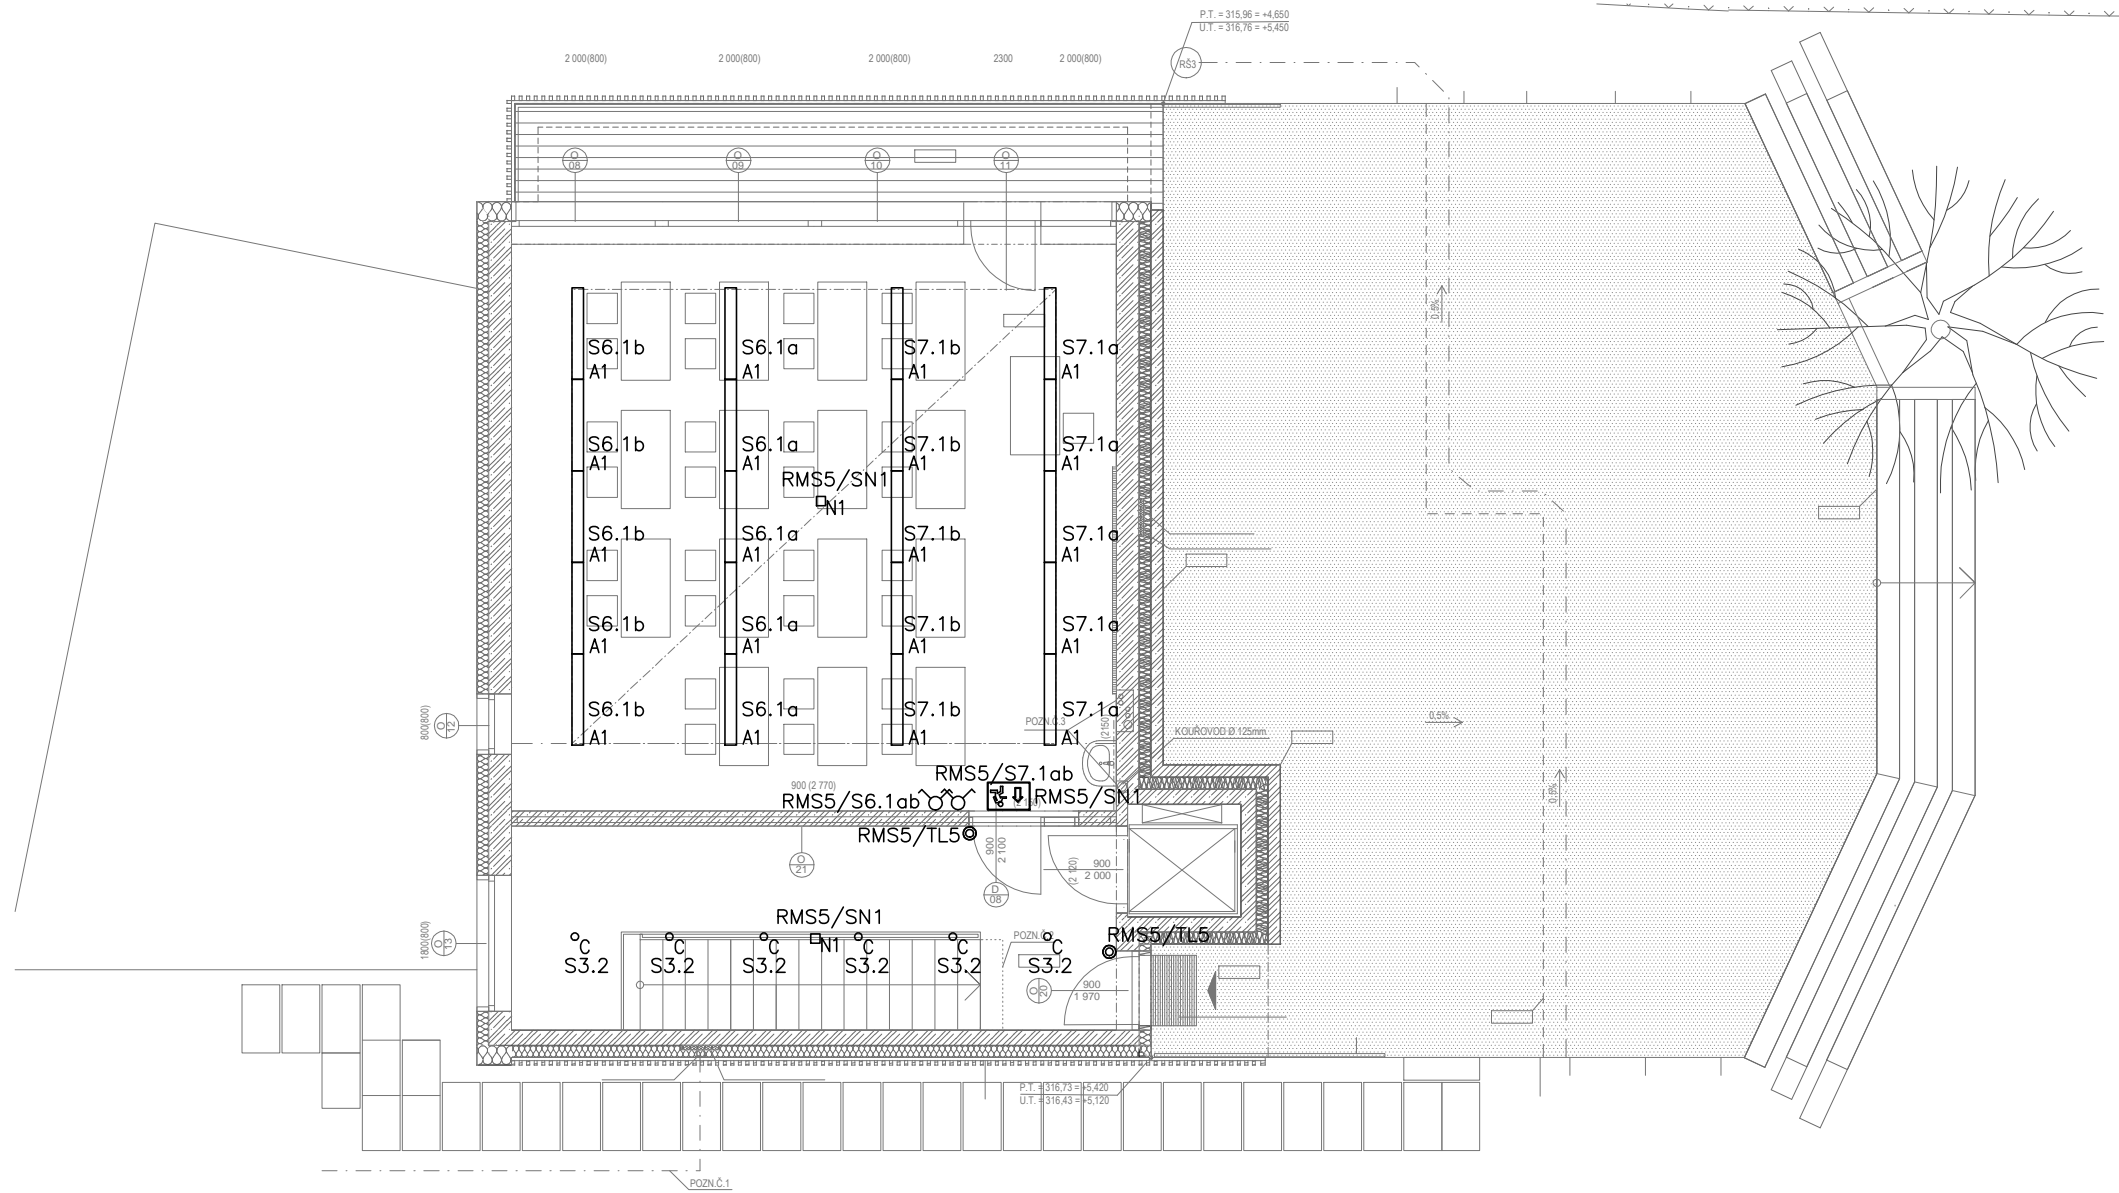 P.T. = 315,96 = +4,650
U.T. = 316,76 = +5,450
2 000(800)
2 000(800)
2 000(800)
2300
2 000(800)
RŠ3
O
08
O
09
O
10
O
11
0,5%
S6.1b
S6.1a
S7.1b
S7.1a
A1
A1
A1
A1
S6.1b
S6.1a
S7.1b
S7.1a
A1
A1
A1
A1
RMS5/SN1
N1
S6.1b
S6.1a
S7.1b
S7.1a
A1
A1
A1
A1
S6.1b
S6.1a
S7.1b
S7.1a
A1
A1
A1
A1
S6.1b
S6.1a
S7.1b
S7.1a
A1
A1
A1
A1
800(800)
O
12
POZN.Č.3
(2150)
0,5%
KOUŘOVOD Ø 125mm
RMS5/S7.1ab
900 (2 770)
RMS5/S6.1ab
RMS5/SN1
0,5%
RMS5/TL5
900
2 100
O
21
D
08
(2 120)
900
2 000
RMS5/SN1
N1
1800(800)
O
13
C
C
C
C
C
C
S3.2
S3.2
S3.2
S3.2
S3.2
S3.2
RMS5/TL5
O
20
900
1 970
P.T. = 316,73 = +5,420
U.T. = 316,43 = +5,120
POZN.Č.1